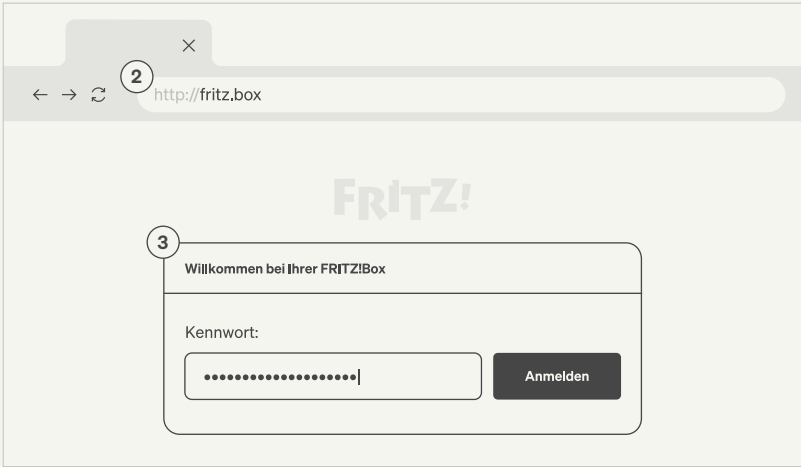 2
http://fritz.box
FRITZ!
3
Willkommen bei Ihrer FRITZ!Box
Kennwort:
••••••••••••••••••••
Anmelden